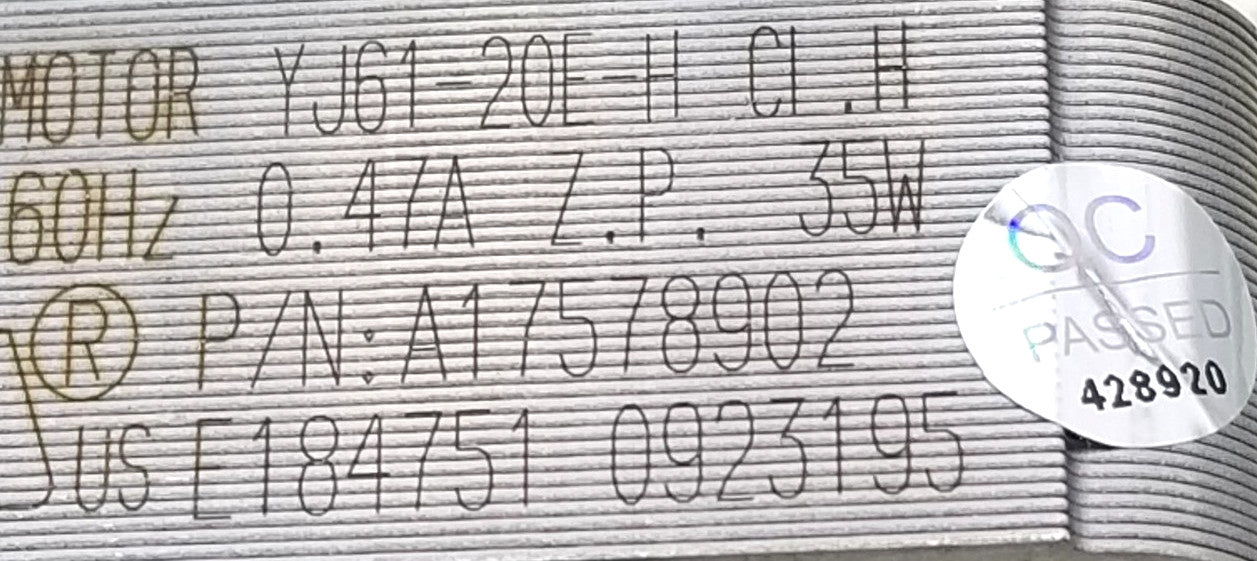 MOTOR YJ61-20E-H CL.H
60Hz 0.47A Z.P. 35W
® P/N:A17578902
US E184751 0923195
QC
PASSED
428920